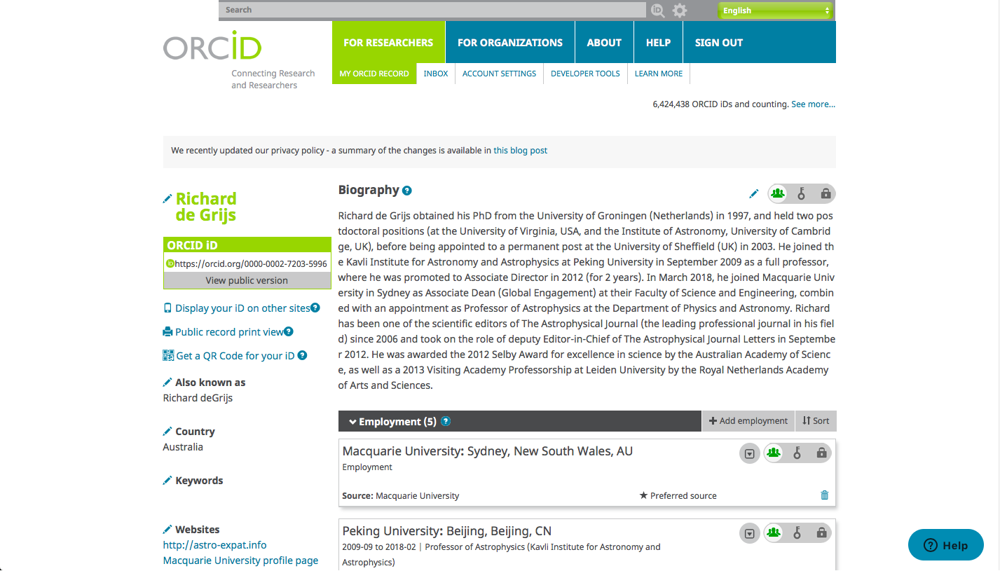 Search
English
ORCID
Connecting Research
and Researchers
FOR RESEARCHERS
FOR ORGANIZATIONS
ABOUT
HELP
SIGN OUT
MY ORCID RECORD
INBOX
ACCOUNT SETTINGS
DEVELOPER TOOLS
LEARN MORE
6,424,438 ORCID iDs and counting. See more...
We recently updated our privacy policy - a summary of the changes is available in this blog post
Richard
de Grijs
ORCID iD
iD https://orcid.org/0000-0002-7203-5996
View public version
Display your iD on other sites
Public record print view
Get a QR Code for your iD
Also known as
Richard deGrijs
Country
Australia
Keywords
Websites
http://astro-expat.info
Macquarie University profile page
Biography
Richard de Grijs obtained his PhD from the University of Groningen (Netherlands) in 1997, and held two pos
tdoctoral positions (at the University of Virginia, USA, and the Institute of Astronomy, University of Cambrid
ge, UK), before being appointed to a permanent post at the University of Sheffield (UK) in 2003. He joined th
e Kavli Institute for Astronomy and Astrophysics at Peking University in September 2009 as a full professor,
where he was promoted to Associate Director in 2012 (for 2 years). In March 2018, he joined Macquarie Univ
ersity in Sydney as Associate Dean (Global Engagement) at their Faculty of Science and Engineering, combin
ed with an appointment as Professor of Astrophysics at the Department of Physics and Astronomy. Richard
has been one of the scientific editors of The Astrophysical Journal (the leading professional journal in his fiel
d) since 2006 and took on the role of deputy Editor-in-Chief of The Astrophysical Journal Letters in Septembe
r 2012. He was awarded the 2012 Selby Award for excellence in science by the Australian Academy of Scienc
e, as well as a 2013 Visiting Academy Professorship at Leiden University by the Royal Netherlands Academy
of Arts and Sciences.
Employment (5)
Add employment
Sort
Macquarie University: Sydney, New South Wales, AU
Employment
Source: Macquarie University
★ Preferred source
Peking University: Beijing, Beijing, CN
2009-09 to 2018-02 | Professor of Astrophysics (Kavli Institute for Astronomy and
Astrophysics)
Help